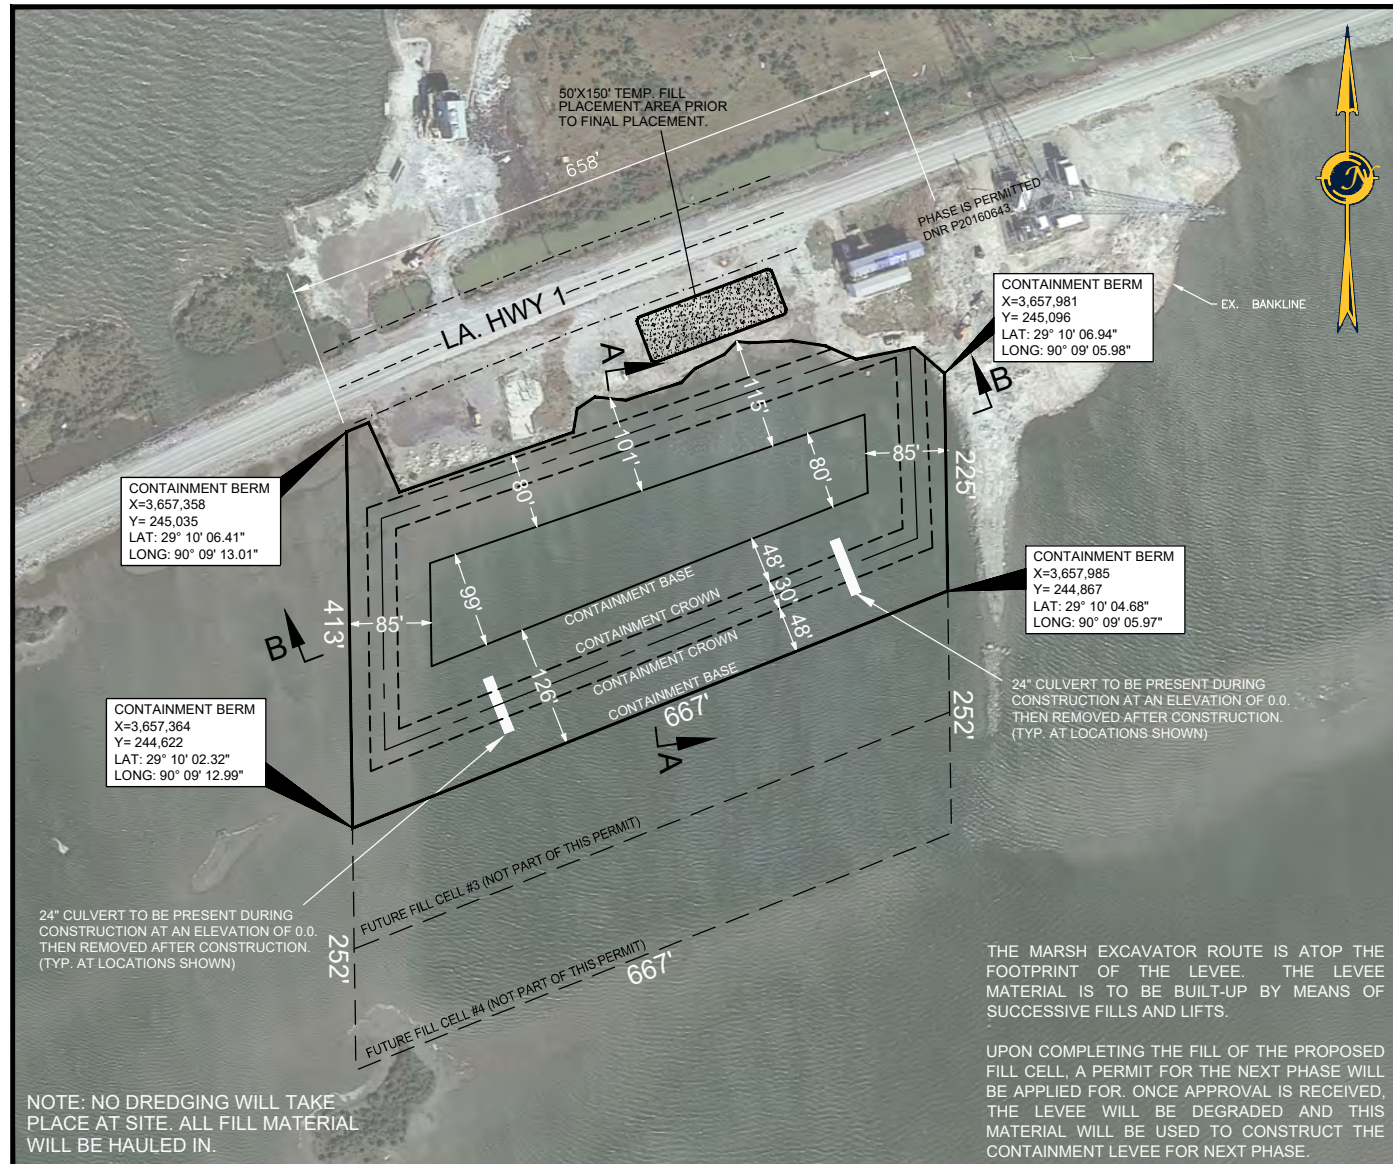 50'X150' TEMP. FILL
PLACEMENT AREA PRIOR
TO FINAL PLACEMENT.
658'
PHASE IS PERMITTED
DNR P20160643
N
CONTAINMENT BERM
X=3,657,981
Y= 245,096
LAT: 29° 10' 06.94"
LONG: 90° 09' 05.98"
EX. BANKLINE
LA. HWY 1
A
B
115'
101'
80'
80'
85'
225'
CONTAINMENT BERM
X=3,657,358
Y= 245,035
LAT: 29° 10' 06.41"
LONG: 90° 09' 13.01"
CONTAINMENT BERM
X=3,657,985
Y= 244,867
LAT: 29° 10' 04.68"
LONG: 90° 09' 05.97"
99'
413'
85'
B
CONTAINMENT BASE
CONTAINMENT CROWN
CONTAINMENT CROWN
CONTAINMENT BASE
48'
30'
48'
126'
667'
A
252'
CONTAINMENT BERM
X=3,657,364
Y= 244,622
LAT: 29° 10' 02.32"
LONG: 90° 09' 12.99"
24" CULVERT TO BE PRESENT DURING
CONSTRUCTION AT AN ELEVATION OF 0.0.
THEN REMOVED AFTER CONSTRUCTION.
(TYP. AT LOCATIONS SHOWN)
24" CULVERT TO BE PRESENT DURING
CONSTRUCTION AT AN ELEVATION OF 0.0.
THEN REMOVED AFTER CONSTRUCTION.
(TYP. AT LOCATIONS SHOWN)
FUTURE FILL CELL #3 (NOT PART OF THIS PERMIT)
252'
FUTURE FILL CELL #4 (NOT PART OF THIS PERMIT)
667'
THE MARSH EXCAVATOR ROUTE IS ATOP THE
FOOTPRINT OF THE LEVEE. THE LEVEE
MATERIAL IS TO BE BUILT-UP BY MEANS OF
SUCCESSIVE FILLS AND LIFTS.
UPON COMPLETING THE FILL OF THE PROPOSED
FILL CELL, A PERMIT FOR THE NEXT PHASE WILL
BE APPLIED FOR. ONCE APPROVAL IS RECEIVED,
THE LEVEE WILL BE DEGRADED AND THIS
MATERIAL WILL BE USED TO CONSTRUCT THE
CONTAINMENT LEVEE FOR NEXT PHASE.
NOTE: NO DREDGING WILL TAKE
PLACE AT SITE. ALL FILL MATERIAL
WILL BE HAULED IN.